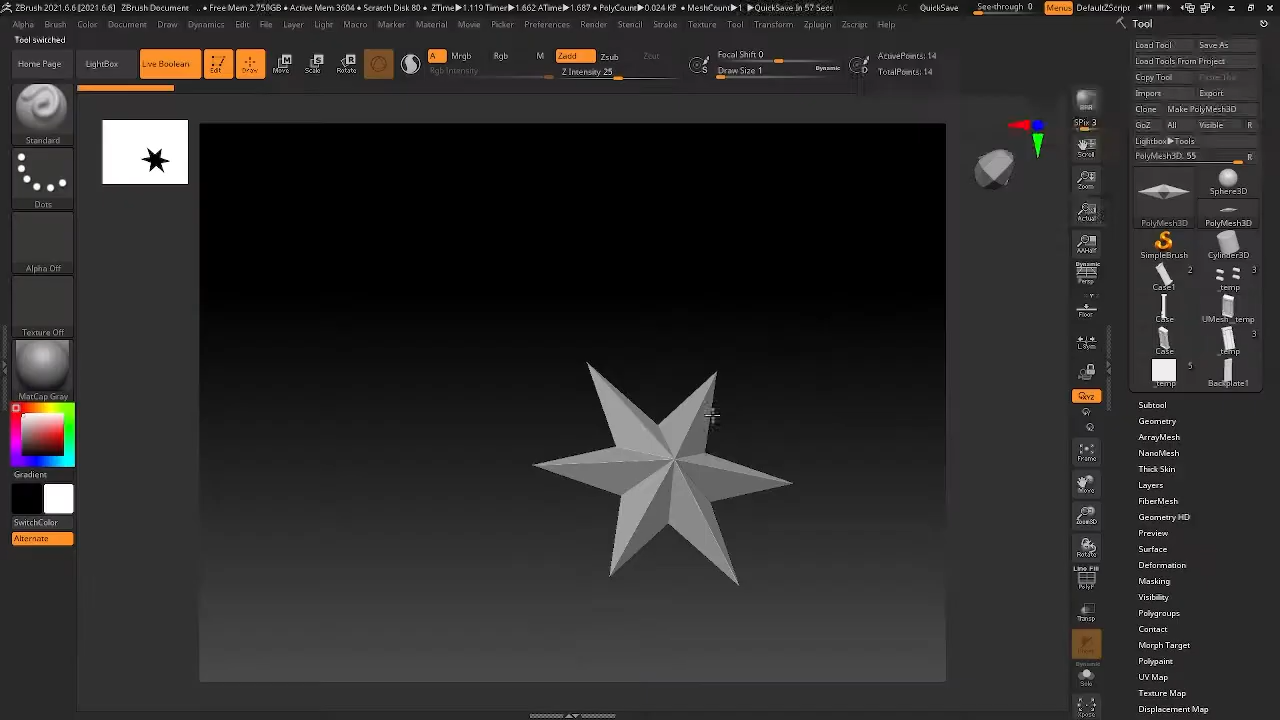 ZBrush 2021.6.6 [2021.6.6]  ZBrush Document  • Free Mem 2.758GB • Active Mem 3604 • Scratch Disk 80 • ZTime▶1.119 Timer▶1.662 ATime▶1.687 • PolyCount▶0.024 KP • MeshCount▶1 QuickSave In 57 Secs AC QuickSave See-through 0 Menus DefaultZScript
Alpha Brush Color Document Draw Dynamics Edit File Layer Light Macro Marker Material Movie Picker Preferences Render Stencil Stroke Texture Tool Transform Zplugin Zscript Help
Tool
Tool switched
Home Page LightBox Live Boolean Edit Draw Move Scale Rotate
A Mrgb Rgb M Zadd Zsub Zcut
Rgb Intensity Z Intensity 25
Focal Shift 0
Draw Size 1 Dynamic
ActivePoints: 14
TotalPoints: 14
Standard
Dots
Alpha Off
Texture Off
MatCap Gray
Gradient
SwitchColor
Alternate
BPR
SPix 3
Scroll
Zoom
Actual
AAHalf
Dynamic
Persp
Floor
L.Sym
xyz
Frame
Move
Zoom3D
Rotate
Line Fill
PolyF
Transp
Dynamic
Solo
Xpose
Load Tool Save As
Load Tools From Project
Copy Tool Paste Tool
Import Export
Clone Make PolyMesh3D
GoZ All Visible R
Lightbox▶Tools
PolyMesh3D. 55 R
PolyMesh3D Sphere3D
PolyMesh3D
SimpleBrush Cylinder3D
2 3
Case1 _temp
Case UMesh_temp
3
Case _temp
5
_temp Backplate1
Subtool
Geometry
ArrayMesh
NanoMesh
Thick Skin
Layers
FiberMesh
Geometry HD
Preview
Surface
Deformation
Masking
Visibility
Polygroups
Contact
Morph Target
Polypaint
UV Map
Texture Map
Displacement Map